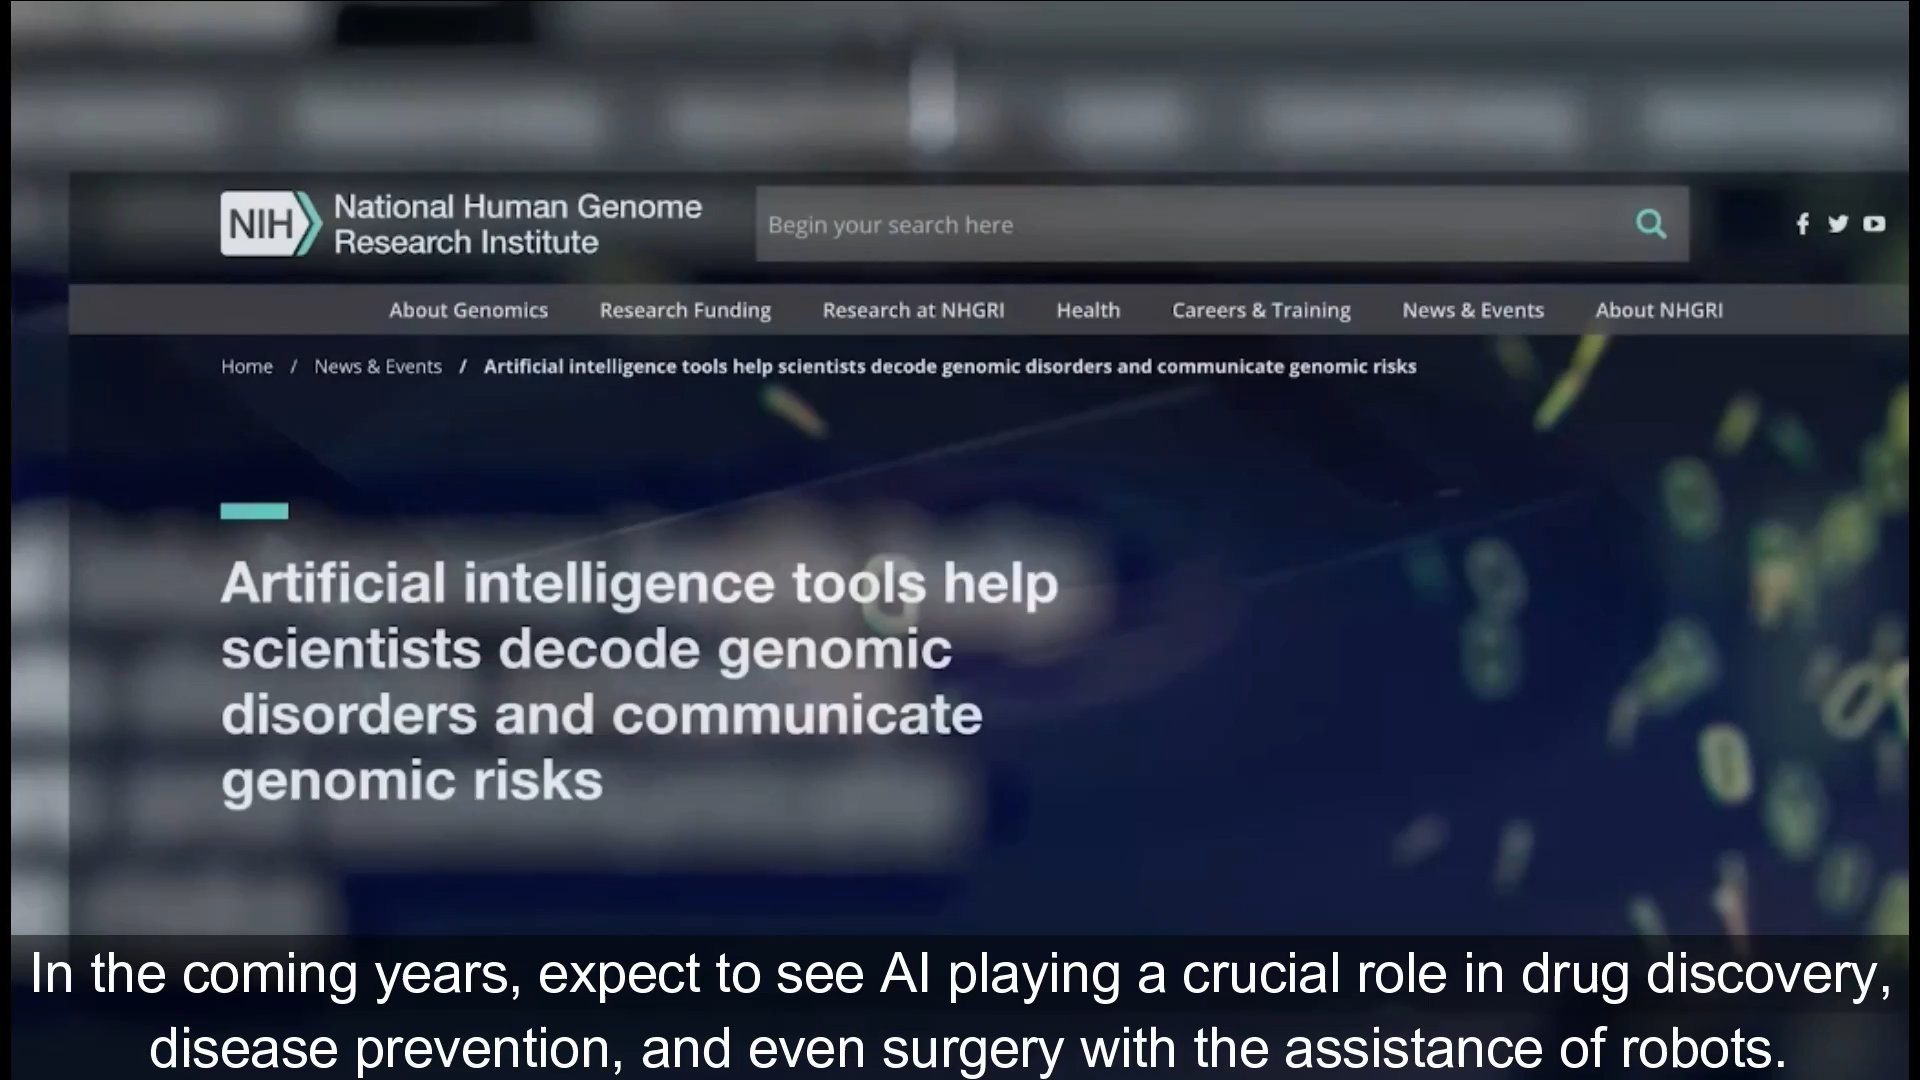 NIH
National Human Genome
Research Institute
Begin your search here
About Genomics Research Funding Research at NHGRI Health Careers & Training News & Events About NHGRI
Home / News & Events / Artificial intelligence tools help scientists decode genomic disorders and communicate genomic risks
Artificial intelligence tools help
scientists decode genomic
disorders and communicate
genomic risks
In the coming years, expect to see AI playing a crucial role in drug discovery,
disease prevention, and even surgery with the assistance of robots.